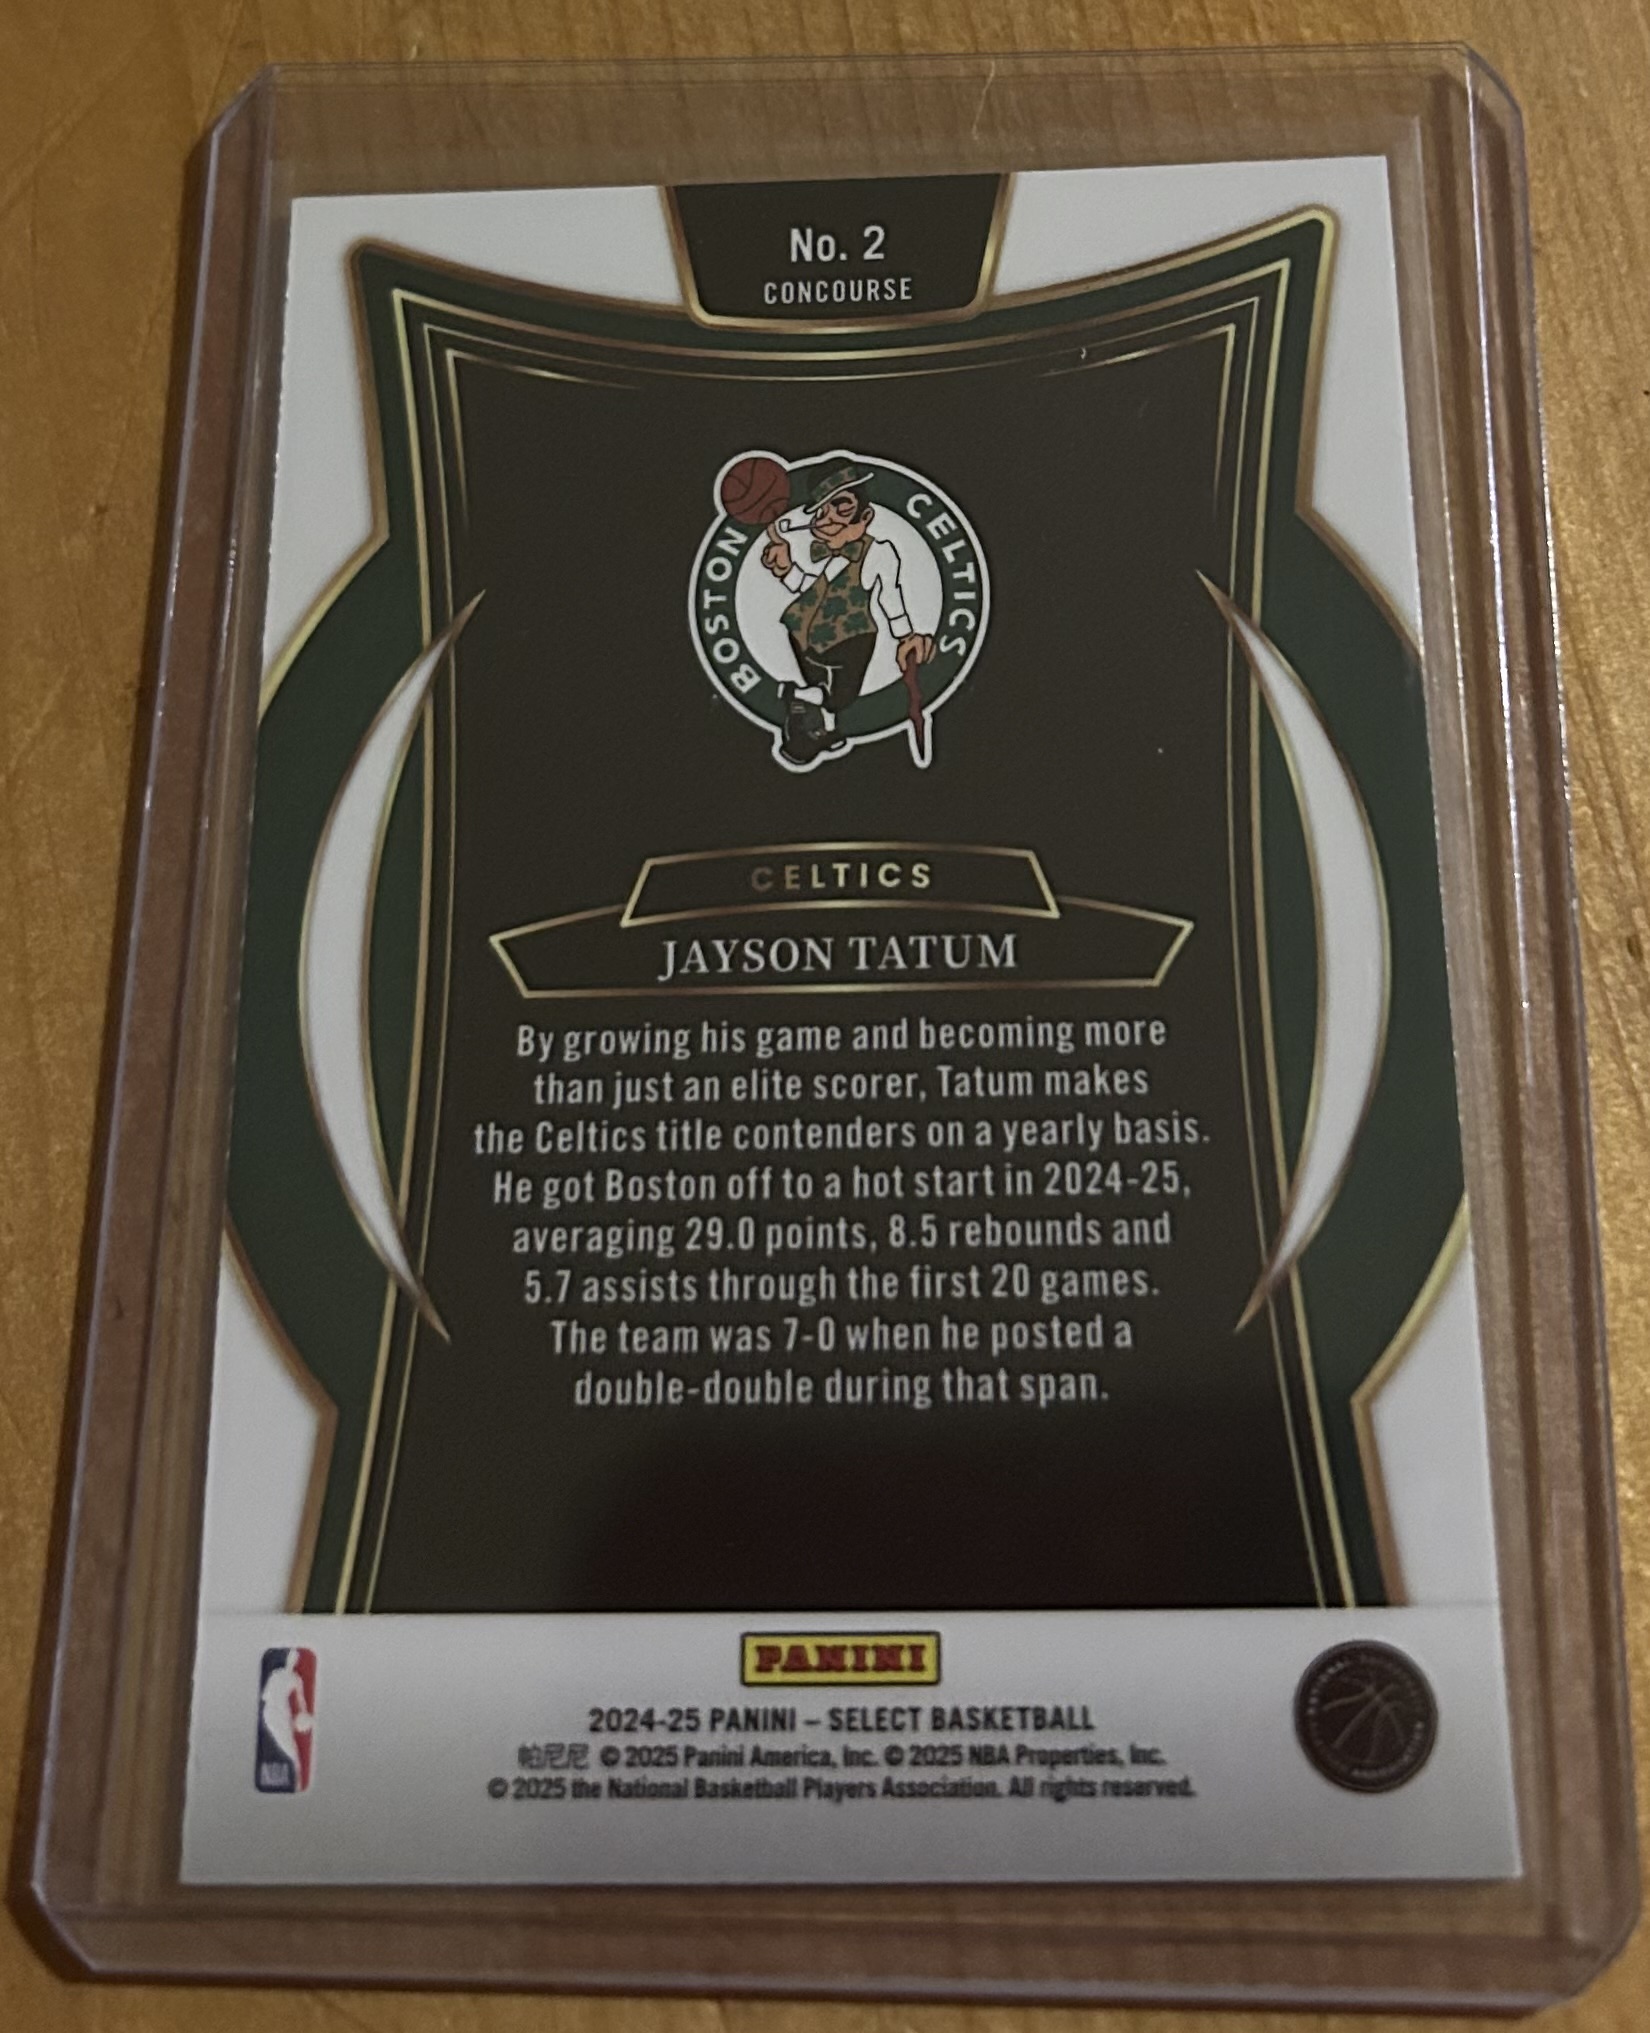 No. 2
CONCOURSE
BOSTON CELTICS
CELTICS
JAYSON TATUM
By growing his game and becoming more
than just an elite scorer, Tatum makes
the Celtics title contenders on a yearly basis.
He got Boston off to a hot start in 2024-25,
averaging 29.0 points, 8.5 rebounds and
5.7 assists through the first 20 games.
The team was 7-0 when he posted a
double-double during that span.
PANINI
2024-25 PANINI – SELECT BASKETBALL
帕尼尼 © 2025 Panini America, Inc. © 2025 NBA Properties, Inc.
© 2025 the National Basketball Players Association. All rights reserved.
NBA